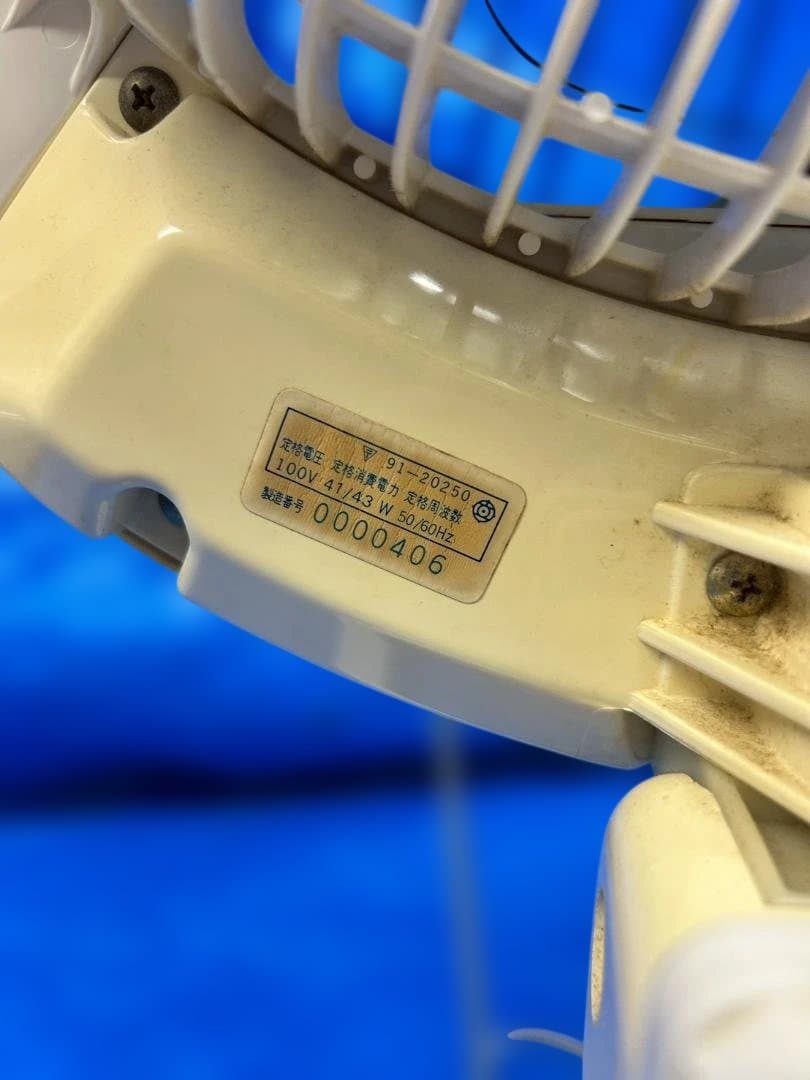 〒 91-20250
定格電圧 定格消費電力 定格周波数
100V 41/43 W 50/60Hz
製造番号 0000406